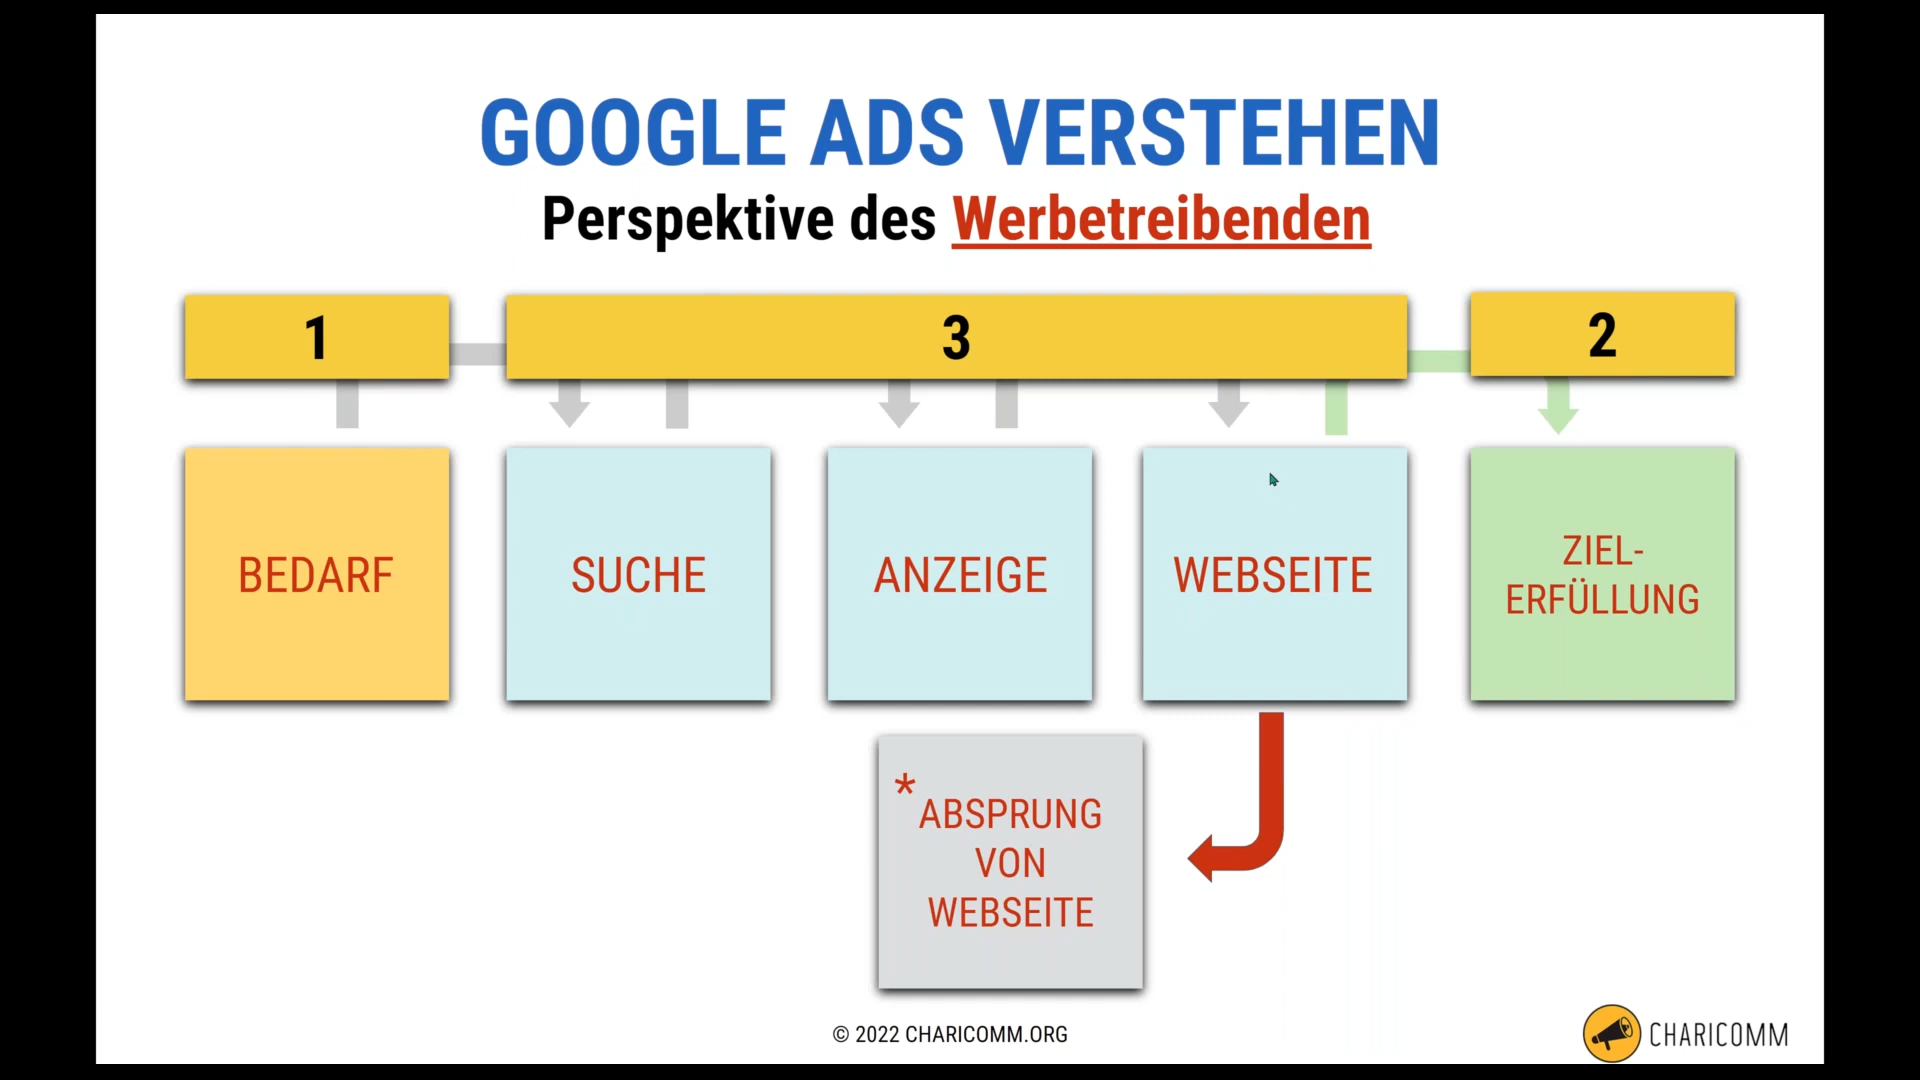 GOOGLE ADS VERSTEHEN
Perspektive des Werbetreibenden
1
3
2
BEDARF
SUCHE
ANZEIGE
WEBSEITE
ZIEL-
ERFÜLLUNG
*
ABSPRUNG
VON
WEBSEITE
© 2022 CHARICOMM.ORG
CHARICOMM